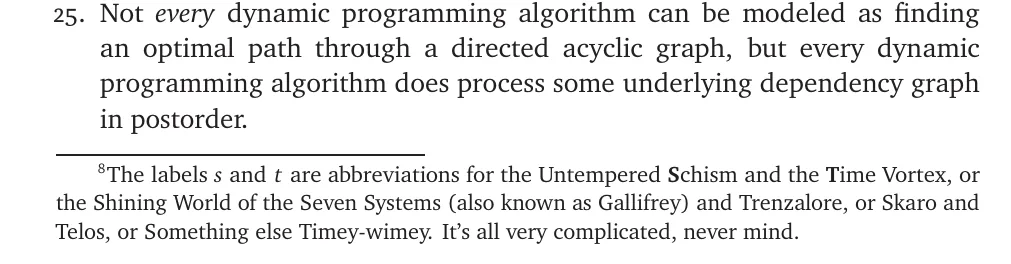 25. Not every dynamic programming algorithm can be modeled as finding
an optimal path through a directed acyclic graph, but every dynamic
programming algorithm does process some underlying dependency graph
in postorder.
⁸The labels s and t are abbreviations for the Untempered Schism and the Time Vortex, or
the Shining World of the Seven Systems (also known as Gallifrey) and Trenzalore, or Skaro and
Telos, or Something else Timey-wimey. It’s all very complicated, never mind.